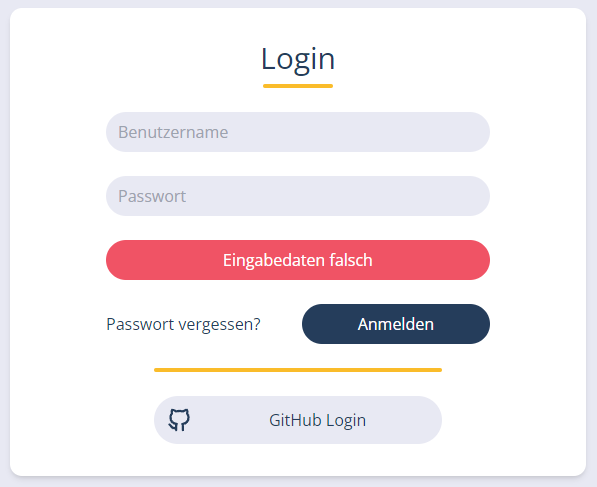 Login
Benutzername
Passwort
Eingabedaten falsch
Passwort vergessen?
Anmelden
GitHub Login